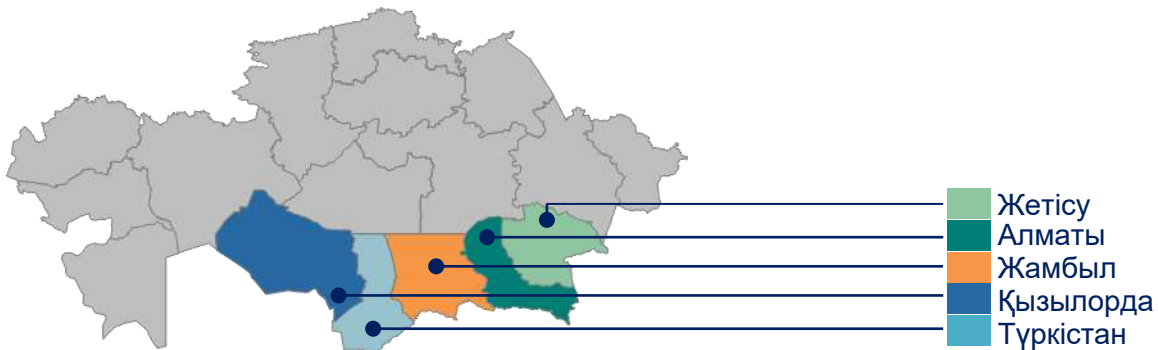 Жетісу
Алматы
Жамбыл
Қызылорда
Түркістан